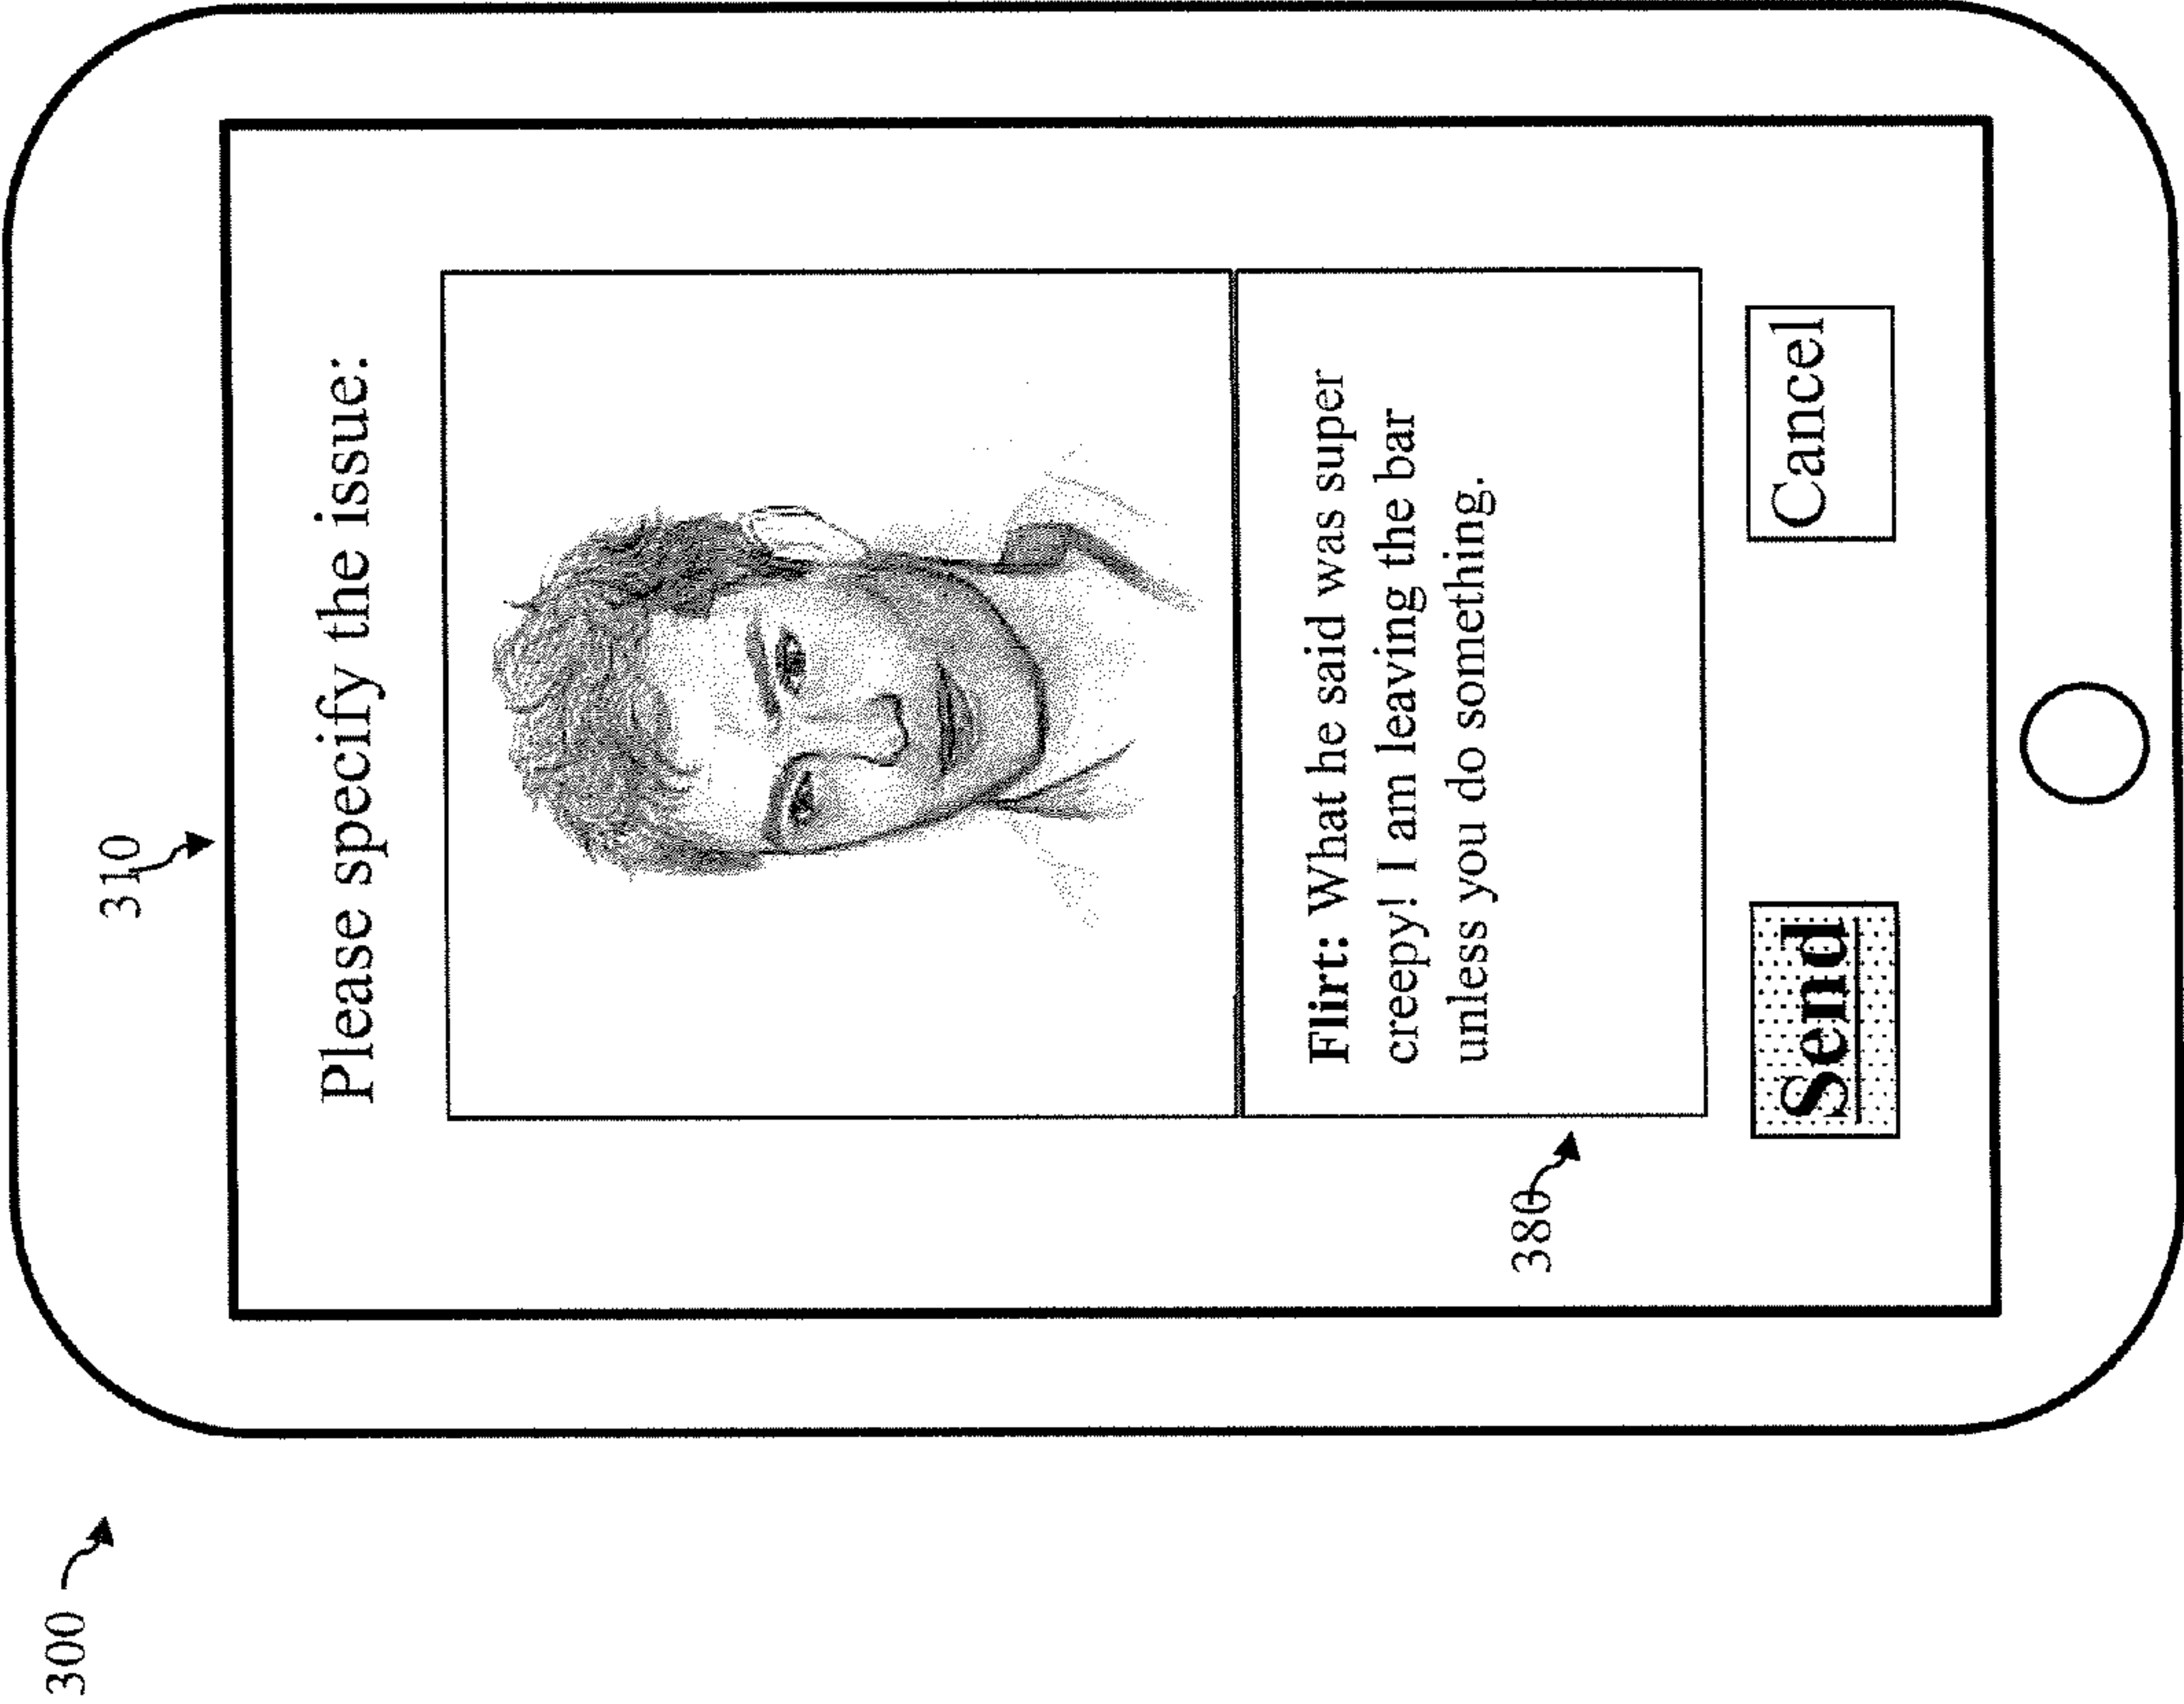 300
310
Please specify the issue:
Flirt: What he said was super
creepy! I am leaving the bar
unless you do something.
380
Send
Cancel